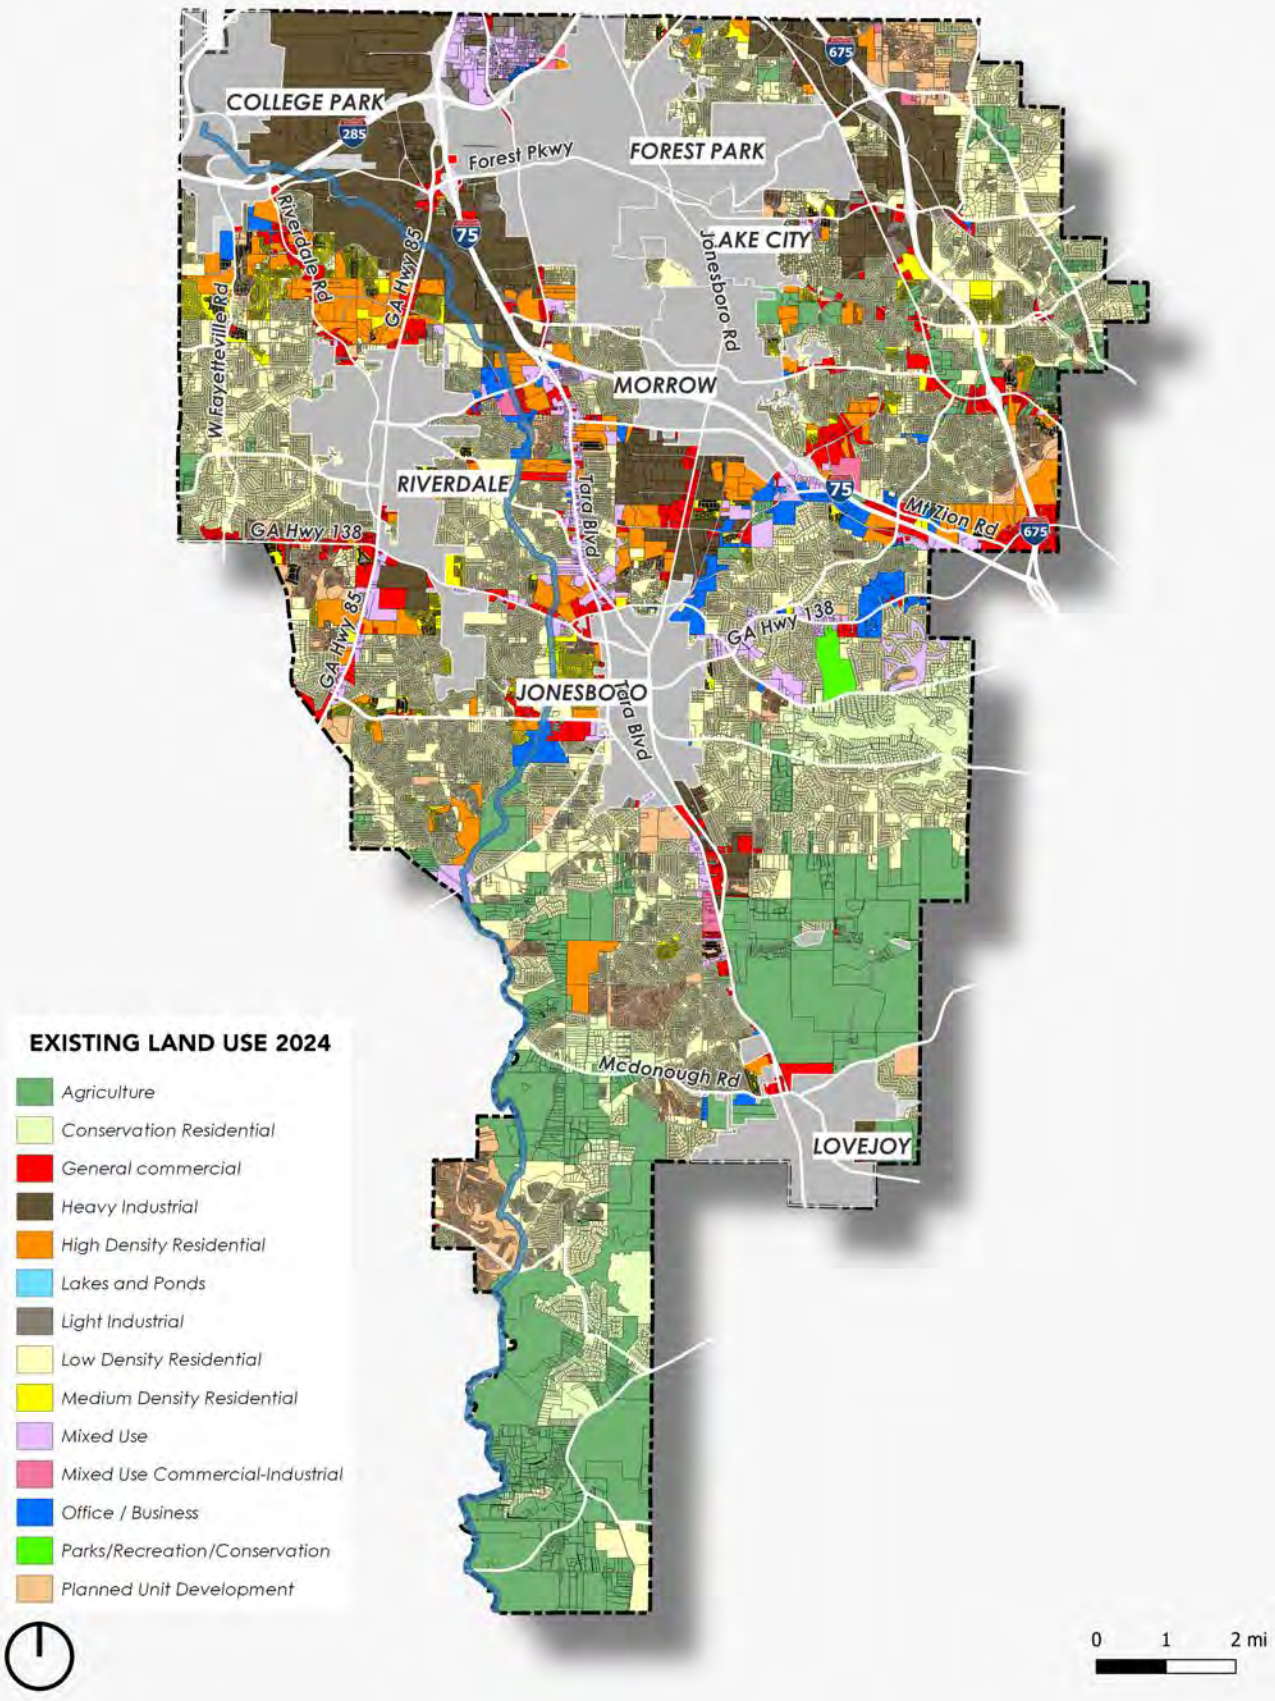 675
COLLEGE PARK
285
FOREST PARK
Forest Pkwy
Riverdale Rd
GA Hwy 85
75
LAKE CITY
Jonesboro Rd
W Fayetteville Rd
MORROW
RIVERDALE
Tara Blvd
75
Mt Zion Rd
675
GA Hwy 138
GA Hwy 85
GA Hwy 138
JONESBORO
Tara Blvd
Mcdonough Rd
LOVEJOY
EXISTING LAND USE 2024
Agriculture
Conservation Residential
General commercial
Heavy Industrial
High Density Residential
Lakes and Ponds
Light Industrial
Low Density Residential
Medium Density Residential
Mixed Use
Mixed Use Commercial-Industrial
Office / Business
Parks/Recreation/Conservation
Planned Unit Development
0 1 2 mi